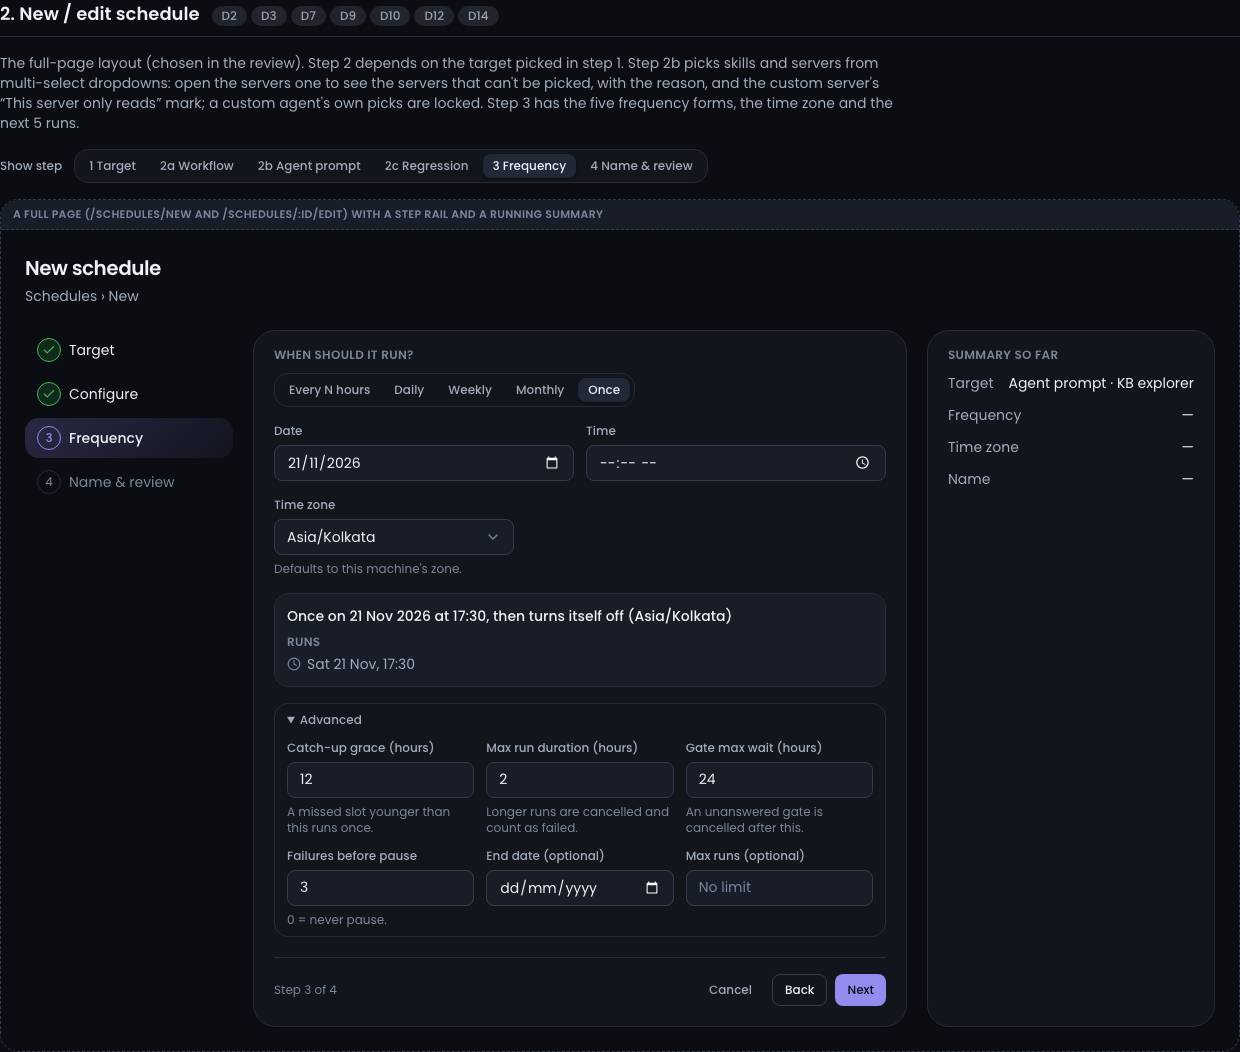 2. New / edit schedule D2 D3 D7 D9 D10 D12 D14
The full-page layout (chosen in the review). Step 2 depends on the target picked in step 1. Step 2b picks skills and servers from
multi-select dropdowns: open the servers one to see the servers that can't be picked, with the reason, and the custom server's
“This server only reads” mark; a custom agent's own picks are locked. Step 3 has the five frequency forms, the time zone and the
next 5 runs.
Show step 1 Target 2a Workflow 2b Agent prompt 2c Regression 3 Frequency 4 Name & review
A FULL PAGE (/SCHEDULES/NEW AND /SCHEDULES/:ID/EDIT) WITH A STEP RAIL AND A RUNNING SUMMARY
New schedule
Schedules › New
Target
Configure
3 Frequency
4 Name & review
WHEN SHOULD IT RUN?
Every N hours Daily Weekly Monthly Once
Date Time
21/11/2026 --:-- --
Time zone
Asia/Kolkata
Defaults to this machine's zone.
Once on 21 Nov 2026 at 17:30, then turns itself off (Asia/Kolkata)
RUNS
Sat 21 Nov, 17:30
▼ Advanced
Catch-up grace (hours) Max run duration (hours) Gate max wait (hours)
12 2 24
A missed slot younger than Longer runs are cancelled and An unanswered gate is
this runs once. count as failed. cancelled after this.
Failures before pause End date (optional) Max runs (optional)
3 dd/mm/yyyy No limit
0 = never pause.
Step 3 of 4 Cancel Back Next
SUMMARY SO FAR
Target Agent prompt · KB explorer
Frequency —
Time zone —
Name —